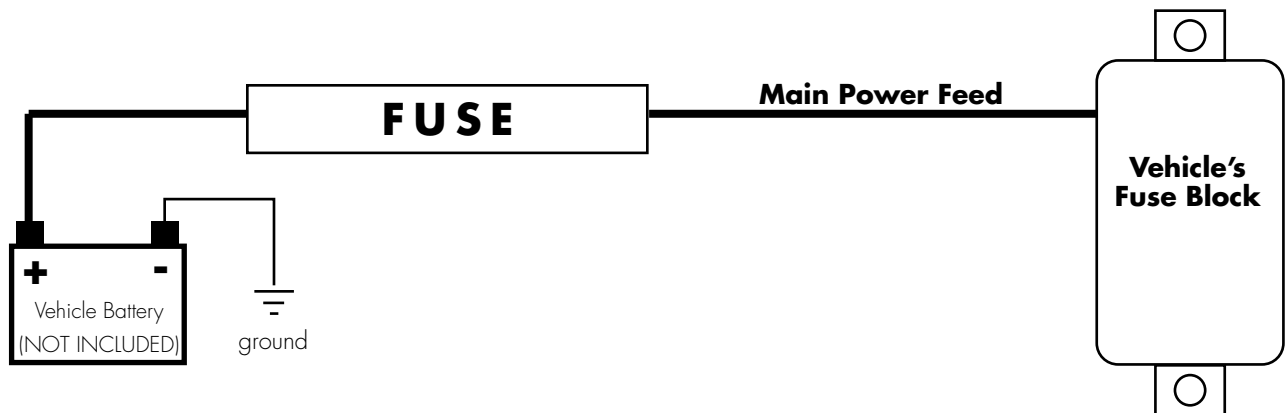 FUSE
Main Power Feed
Vehicle's
Fuse Block
+ -
Vehicle Battery
(NOT INCLUDED)
ground